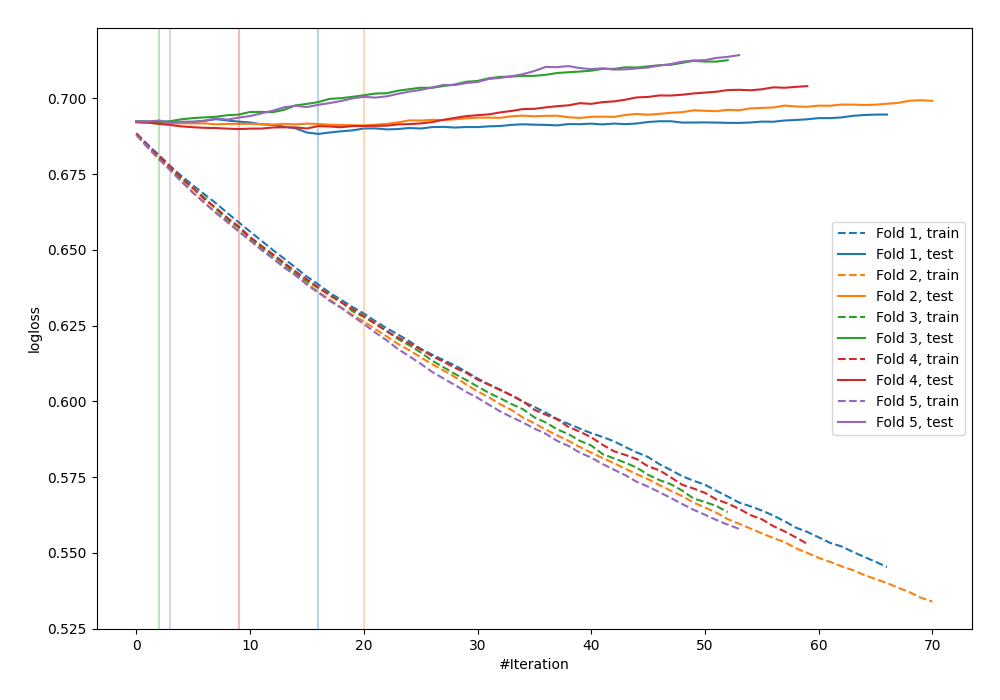 0.700
0.675
0.650
0.625
0.600
0.575
0.550
0.525
logloss
0 10 20 30 40 50 60 70
#Iteration
Fold 1, train
Fold 1, test
Fold 2, train
Fold 2, test
Fold 3, train
Fold 3, test
Fold 4, train
Fold 4, test
Fold 5, train
Fold 5, test